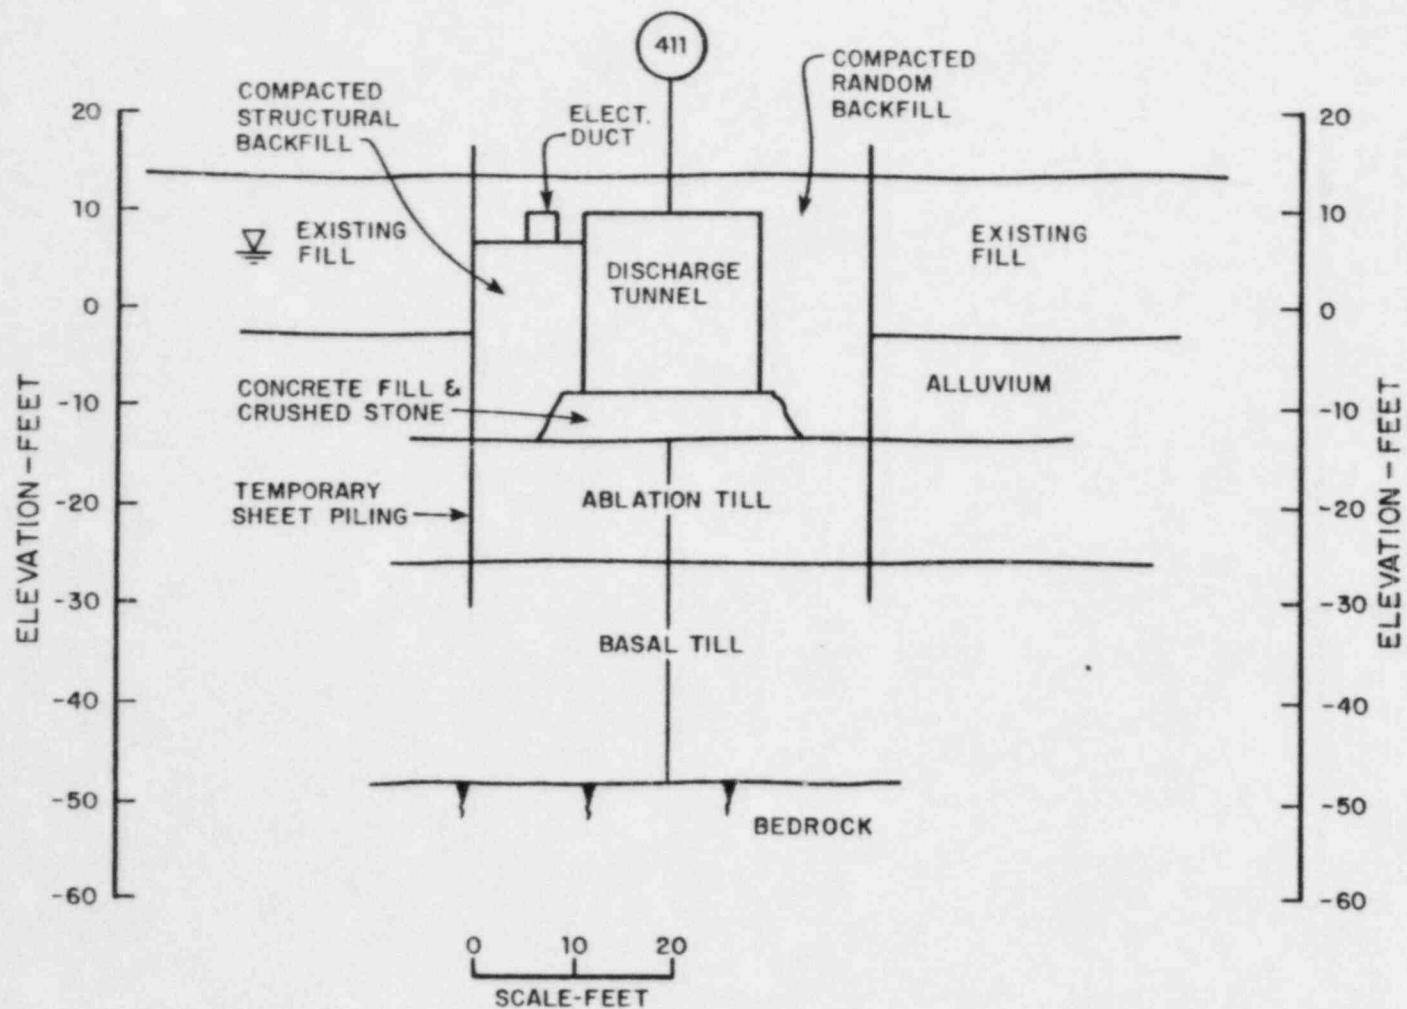 411
COMPACTED
STRUCTURAL
BACKFILL
ELECT.
DUCT
COMPACTED
RANDOM
BACKFILL
EXISTING
FILL
DISCHARGE
TUNNEL
EXISTING
FILL
CONCRETE FILL &
CRUSHED STONE
ALLUVIUM
TEMPORARY
SHEET PILING
ABLATION TILL
BASAL TILL
BEDROCK
ELEVATION-FEET
20
10
0
-10
-20
-30
-40
-50
-60
20
10
0
-10
-20
-30
-40
-50
-60
ELEVATION-FEET
0 10 20
SCALE-FEET